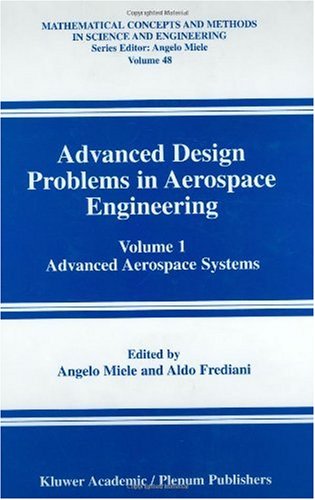 MATHEMATICAL CONCEPTS AND METHODS
IN SCIENCE AND ENGINEERING
Series Editor: Angelo Miele
Volume 48
Advanced Design
Problems in Aerospace
Engineering
Volume 1
Advanced Aerospace Systems
Edited by
Angelo Miele and Aldo Frediani
Kluwer Academic / Plenum Publishers